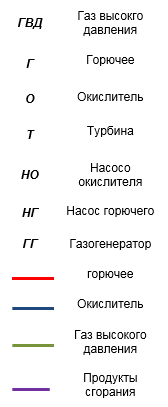 ГВД Газ высокго
давления
Г Горючее
О Окислитель
Т Турбина
НО Насосо
окислителя
НГ Насос горючего
ГГ Газогенератор
горючее
Окислитель
Газ высокого
давления
Продукты
сгорания